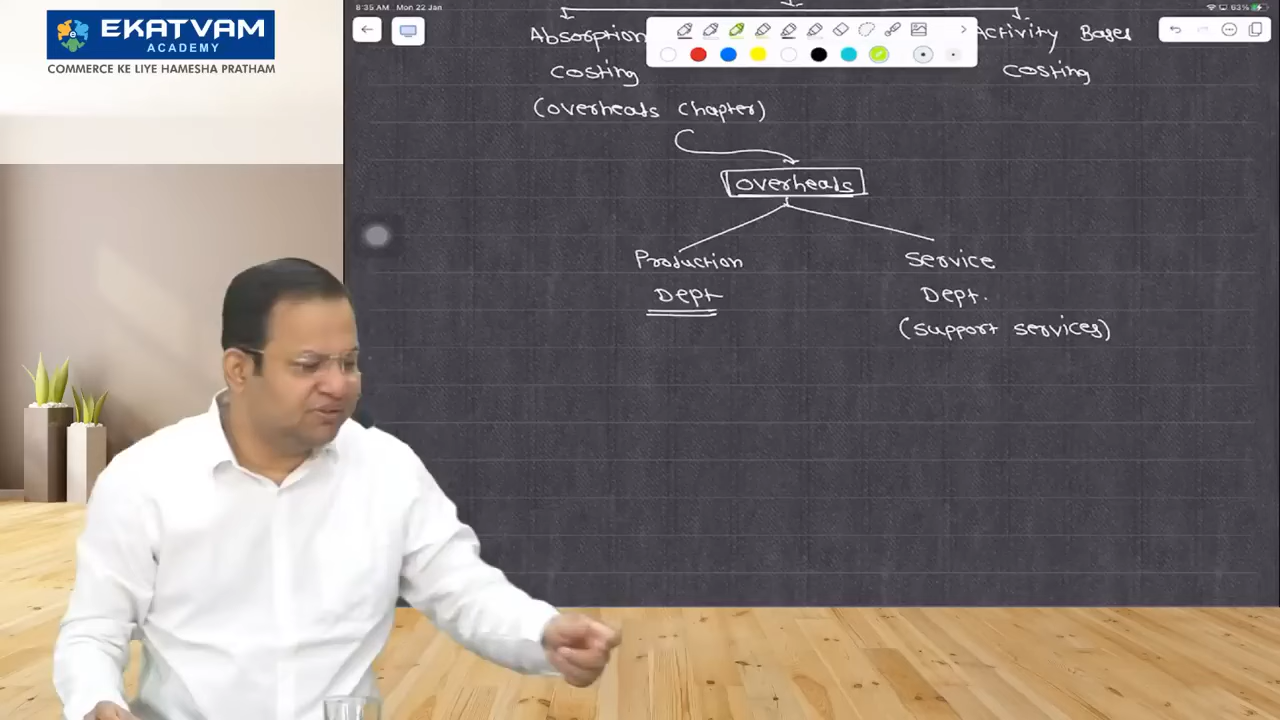 EKATVAM
ACADEMY
COMMERCE KE LIYE HAMESHA PRATHAM
8:35 AM Mon 22 Jan
63%
Absorption
costing
(overheads chapter)
Activity Based
costing
overheads
Production
Dept
Service
Dept.
(support services)